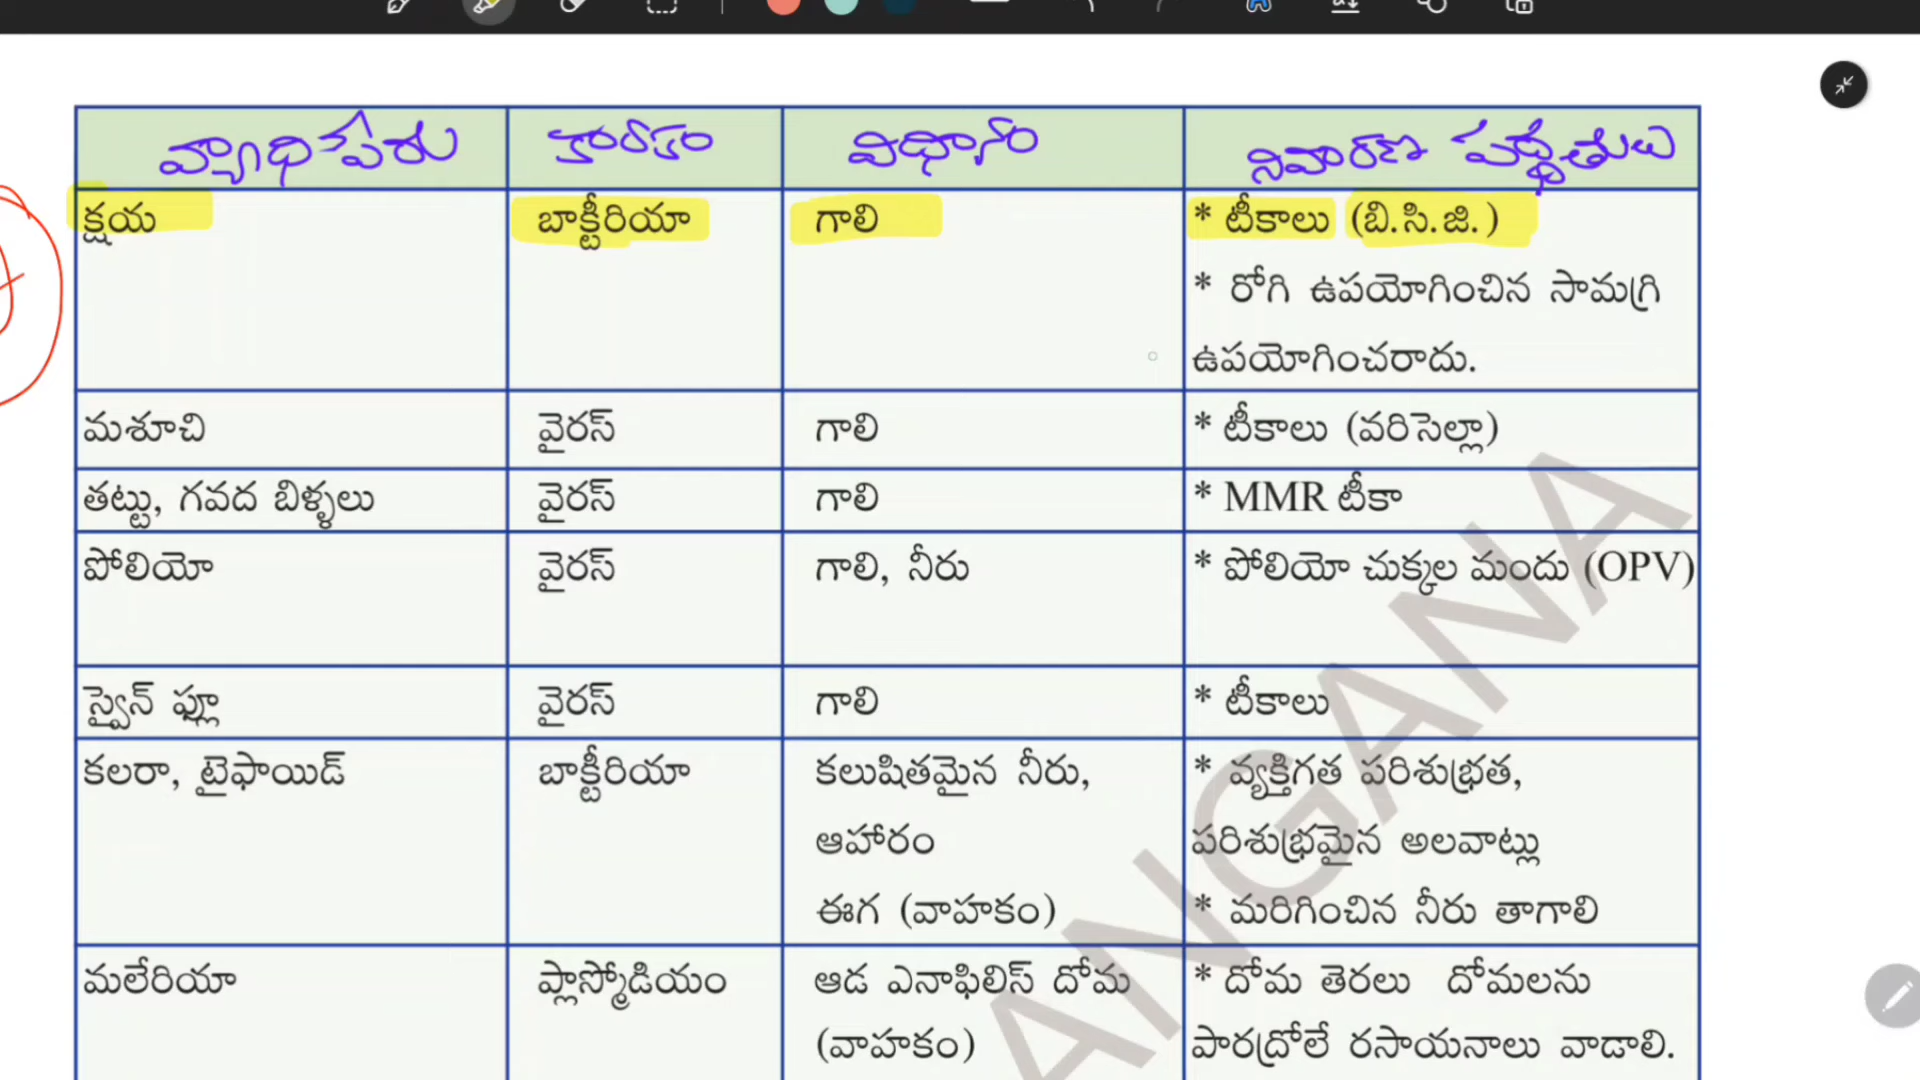 వ్యాధిపేరు కారకం విధానం నివారణ పద్ధతులు
క్షయ బాక్టీరియా గాలి * టీకాలు (బి.సి.జి.)
* రోగి ఉపయోగించిన సామగ్రి
ఉపయోగించరాదు.
మశూచి వైరస్ గాలి * టీకాలు (వరిసెల్లా)
తట్టు, గవద బిళ్ళలు వైరస్ గాలి * MMR టీకా
పోలియో వైరస్ గాలి, నీరు * పోలియో చుక్కల మందు (OPV)
స్వైన్ ఫ్లూ వైరస్ గాలి * టీకాలు
కలరా, టైఫాయిడ్ బాక్టీరియా కలుషితమైన నీరు, * వ్యక్తిగత పరిశుభ్రత,
ఆహారం పరిశుభ్రమైన అలవాట్లు
ఈగ (వాహకం) * మరిగించిన నీరు తాగాలి
మలేరియా ప్లాస్మోడియం ఆడ ఎనాఫిలిస్ దోమ * దోమ తెరలు దోమలను
(వాహకం) పారద్రోలే రసాయనాలు వాడాలి.
ANGANA